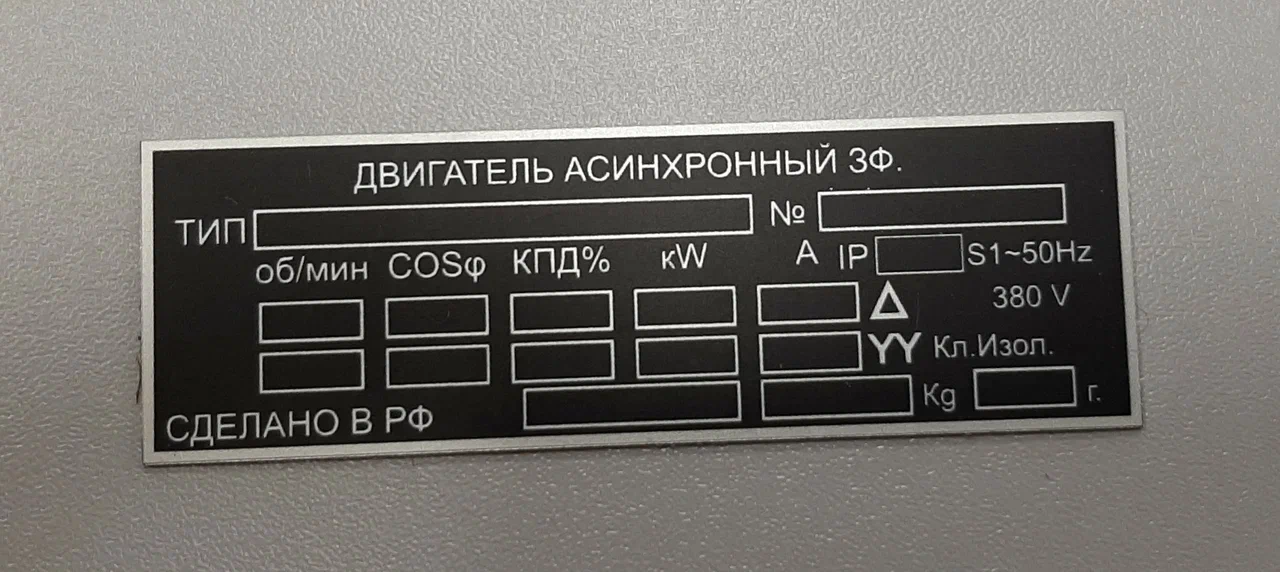 ДВИГАТЕЛЬ АСИНХРОННЫЙ 3Ф.
ТИП №
об/мин COSφ КПД% кW A IP S1~50Hz
Δ 380 V
YY Кл.Изол.
СДЕЛАНО В РФ Kg г.